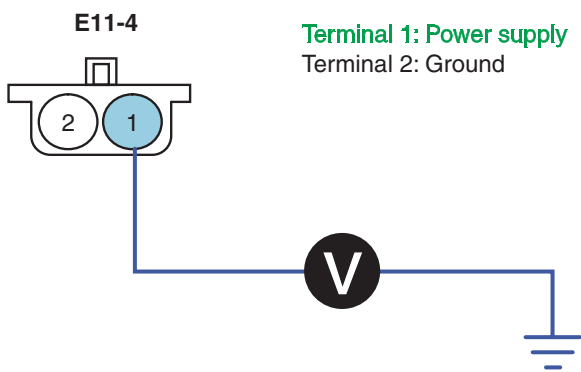 E11-4
Terminal 1: Power supply
Terminal 2: Ground
2 1
V